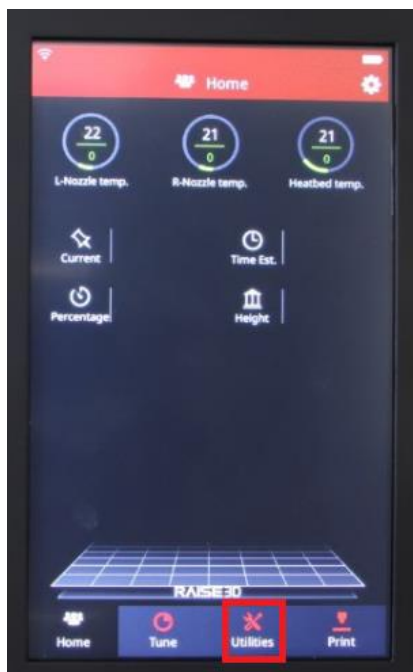 Home
22
0
21
0
21
0
L-Nozzle temp.
R-Nozzle temp.
Heatbed temp.
Current
Time Est.
Percentage:
Height
RAISE3D
Home
Tune
Utilities
Print